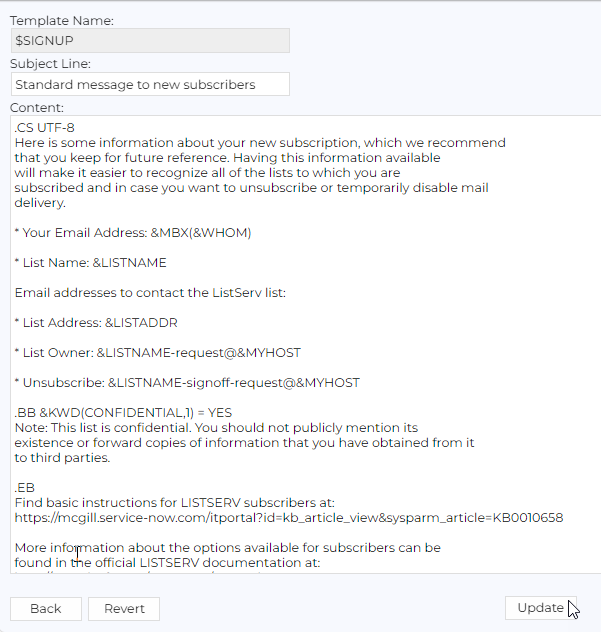 Template Name:
$SIGNUP
Subject Line:
Standard message to new subscribers
Content:
.CS UTF-8
Here is some information about your new subscription, which we recommend
that you keep for future reference. Having this information available
will make it easier to recognize all of the lists to which you are
subscribed and in case you want to unsubscribe or temporarily disable mail
delivery.
* Your Email Address: &MBX(&WHOM)
* List Name: &LISTNAME
Email addresses to contact the ListServ list:
* List Address: &LISTADDR
* List Owner: &LISTNAME-request@&MYHOST
* Unsubscribe: &LISTNAME-signoff-request@&MYHOST
.BB &KWD(CONFIDENTIAL,1) = YES
Note: This list is confidential. You should not publicly mention its
existence or forward copies of information that you have obtained from it
to third parties.
.EB
Find basic instructions for LISTSERV subscribers at:
https://mcgill.service-now.com/itportal?id=kb_article_view&sysparm_article=KB0010658
More information about the options available for subscribers can be
found in the official LISTSERV documentation at:
Back
Revert
Update